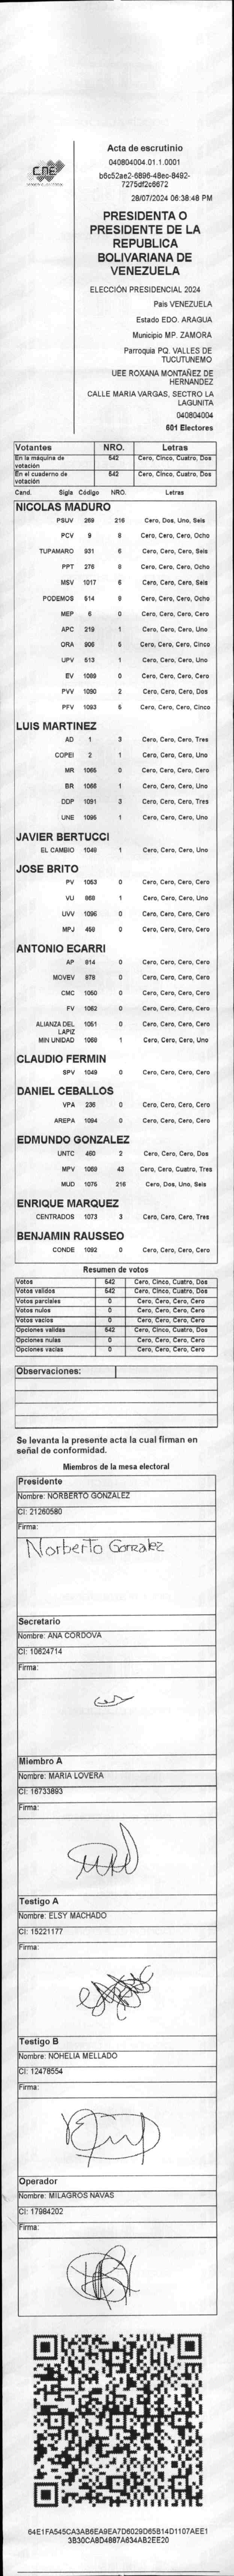 CNE
Acta de escrutinio
040804004.01.1.0001
b6c52ae2-6896-48ec-8492-
7275df2c6672
28/07/2024 06:38:48 PM
PRESIDENTA O
PRESIDENTE DE LA
REPUBLICA
BOLIVARIANA DE
VENEZUELA
ELECCIÓN PRESIDENCIAL 2024
Pais VENEZUELA
Estado EDO. ARAGUA
Municipio MP. ZAMORA
Parroquia PQ. VALLES DE
TUCUTUNEMO
UEE ROXANA MONTAÑEZ DE
HERNANDEZ
CALLE MARIA VARGAS, SECTRO LA
LAGUNITA
040804004
601 Electores
Votantes NRO. Letras
En la máquina de votación 542 Cero, Cinco, Cuatro, Dos
En el cuaderno de votación 542 Cero, Cinco, Cuatro, Dos
Cand. Sigla Código NRO. Letras
NICOLAS MADURO
PSUV 269 216 Cero, Dos, Uno, Seis
PCV 9 8 Cero, Cero, Cero, Ocho
TUPAMARO 931 6 Cero, Cero, Cero, Seis
PPT 276 8 Cero, Cero, Cero, Ocho
MSV 1017 6 Cero, Cero, Cero, Seis
PODEMOS 514 8 Cero, Cero, Cero, Ocho
MEP 6 0 Cero, Cero, Cero, Cero
APC 219 1 Cero, Cero, Cero, Uno
ORA 906 5 Cero, Cero, Cero, Cinco
UPV 513 1 Cero, Cero, Cero, Uno
EV 1089 0 Cero, Cero, Cero, Cero
PVV 1090 2 Cero, Cero, Cero, Dos
PFV 1093 5 Cero, Cero, Cero, Cinco
LUIS MARTINEZ
AD 1 3 Cero, Cero, Cero, Tres
COPEI 2 1 Cero, Cero, Cero, Uno
MR 1065 0 Cero, Cero, Cero, Cero
BR 1068 1 Cero, Cero, Cero, Uno
DDP 1091 3 Cero, Cero, Cero, Tres
UNE 1095 1 Cero, Cero, Cero, Uno
JAVIER BERTUCCI
EL CAMBIO 1049 1 Cero, Cero, Cero, Uno
JOSE BRITO
PV 1053 0 Cero, Cero, Cero, Cero
VU 868 1 Cero, Cero, Cero, Uno
UVV 1096 0 Cero, Cero, Cero, Cero
MPJ 459 0 Cero, Cero, Cero, Cero
ANTONIO ECARRI
AP 814 0 Cero, Cero, Cero, Cero
MOVEV 878 0 Cero, Cero, Cero, Cero
CMC 1050 0 Cero, Cero, Cero, Cero
FV 1062 0 Cero, Cero, Cero, Cero
ALIANZA DEL LAPIZ 1051 0 Cero, Cero, Cero, Cero
MIN UNIDAD 1069 1 Cero, Cero, Cero, Uno
CLAUDIO FERMIN
SPV 1049 0 Cero, Cero, Cero, Cero
DANIEL CEBALLOS
VPA 236 0 Cero, Cero, Cero, Cero
AREPA 1094 0 Cero, Cero, Cero, Cero
EDMUNDO GONZALEZ
UNTC 460 2 Cero, Cero, Cero, Dos
MPV 1069 43 Cero, Cero, Cuatro, Tres
MUD 1075 216 Cero, Dos, Uno, Seis
ENRIQUE MARQUEZ
CENTRADOS 1073 3 Cero, Cero, Cero, Tres
BENJAMIN RAUSSEO
CONDE 1092 0 Cero, Cero, Cero, Cero
Resumen de votos
Votos 542 Cero, Cinco, Cuatro, Dos
Votos validos 542 Cero, Cinco, Cuatro, Dos
Votos parciales 0 Cero, Cero, Cero, Cero
Votos nulos 0 Cero, Cero, Cero, Cero
Votos vacios 0 Cero, Cero, Cero, Cero
Opciones validas 542 Cero, Cinco, Cuatro, Dos
Opciones nulas 0 Cero, Cero, Cero, Cero
Opciones vacias 0 Cero, Cero, Cero, Cero
Observaciones:
Se levanta la presente acta la cual firman en
señal de conformidad.
Miembros de la mesa electoral
Presidente
Nombre: NORBERTO GONZALEZ
CI: 21260580
Firma:
Norberto Gonzalez
Secretario
Nombre: ANA CORDOVA
CI: 10624714
Firma:
Miembro A
Nombre: MARIA LOVERA
CI: 16733893
Firma:
Testigo A
Nombre: ELSY MACHADO
CI: 15221177
Firma:
Testigo B
Nombre: NOHELIA MELLADO
CI: 12478554
Firma:
Operador
Nombre: MILAGROS NAVAS
CI: 17984202
Firma:
64E1FA545CA3AB6EA9EA7D6029D65B14D1107AEE1
3B30CA8D4887A634AB2EE20